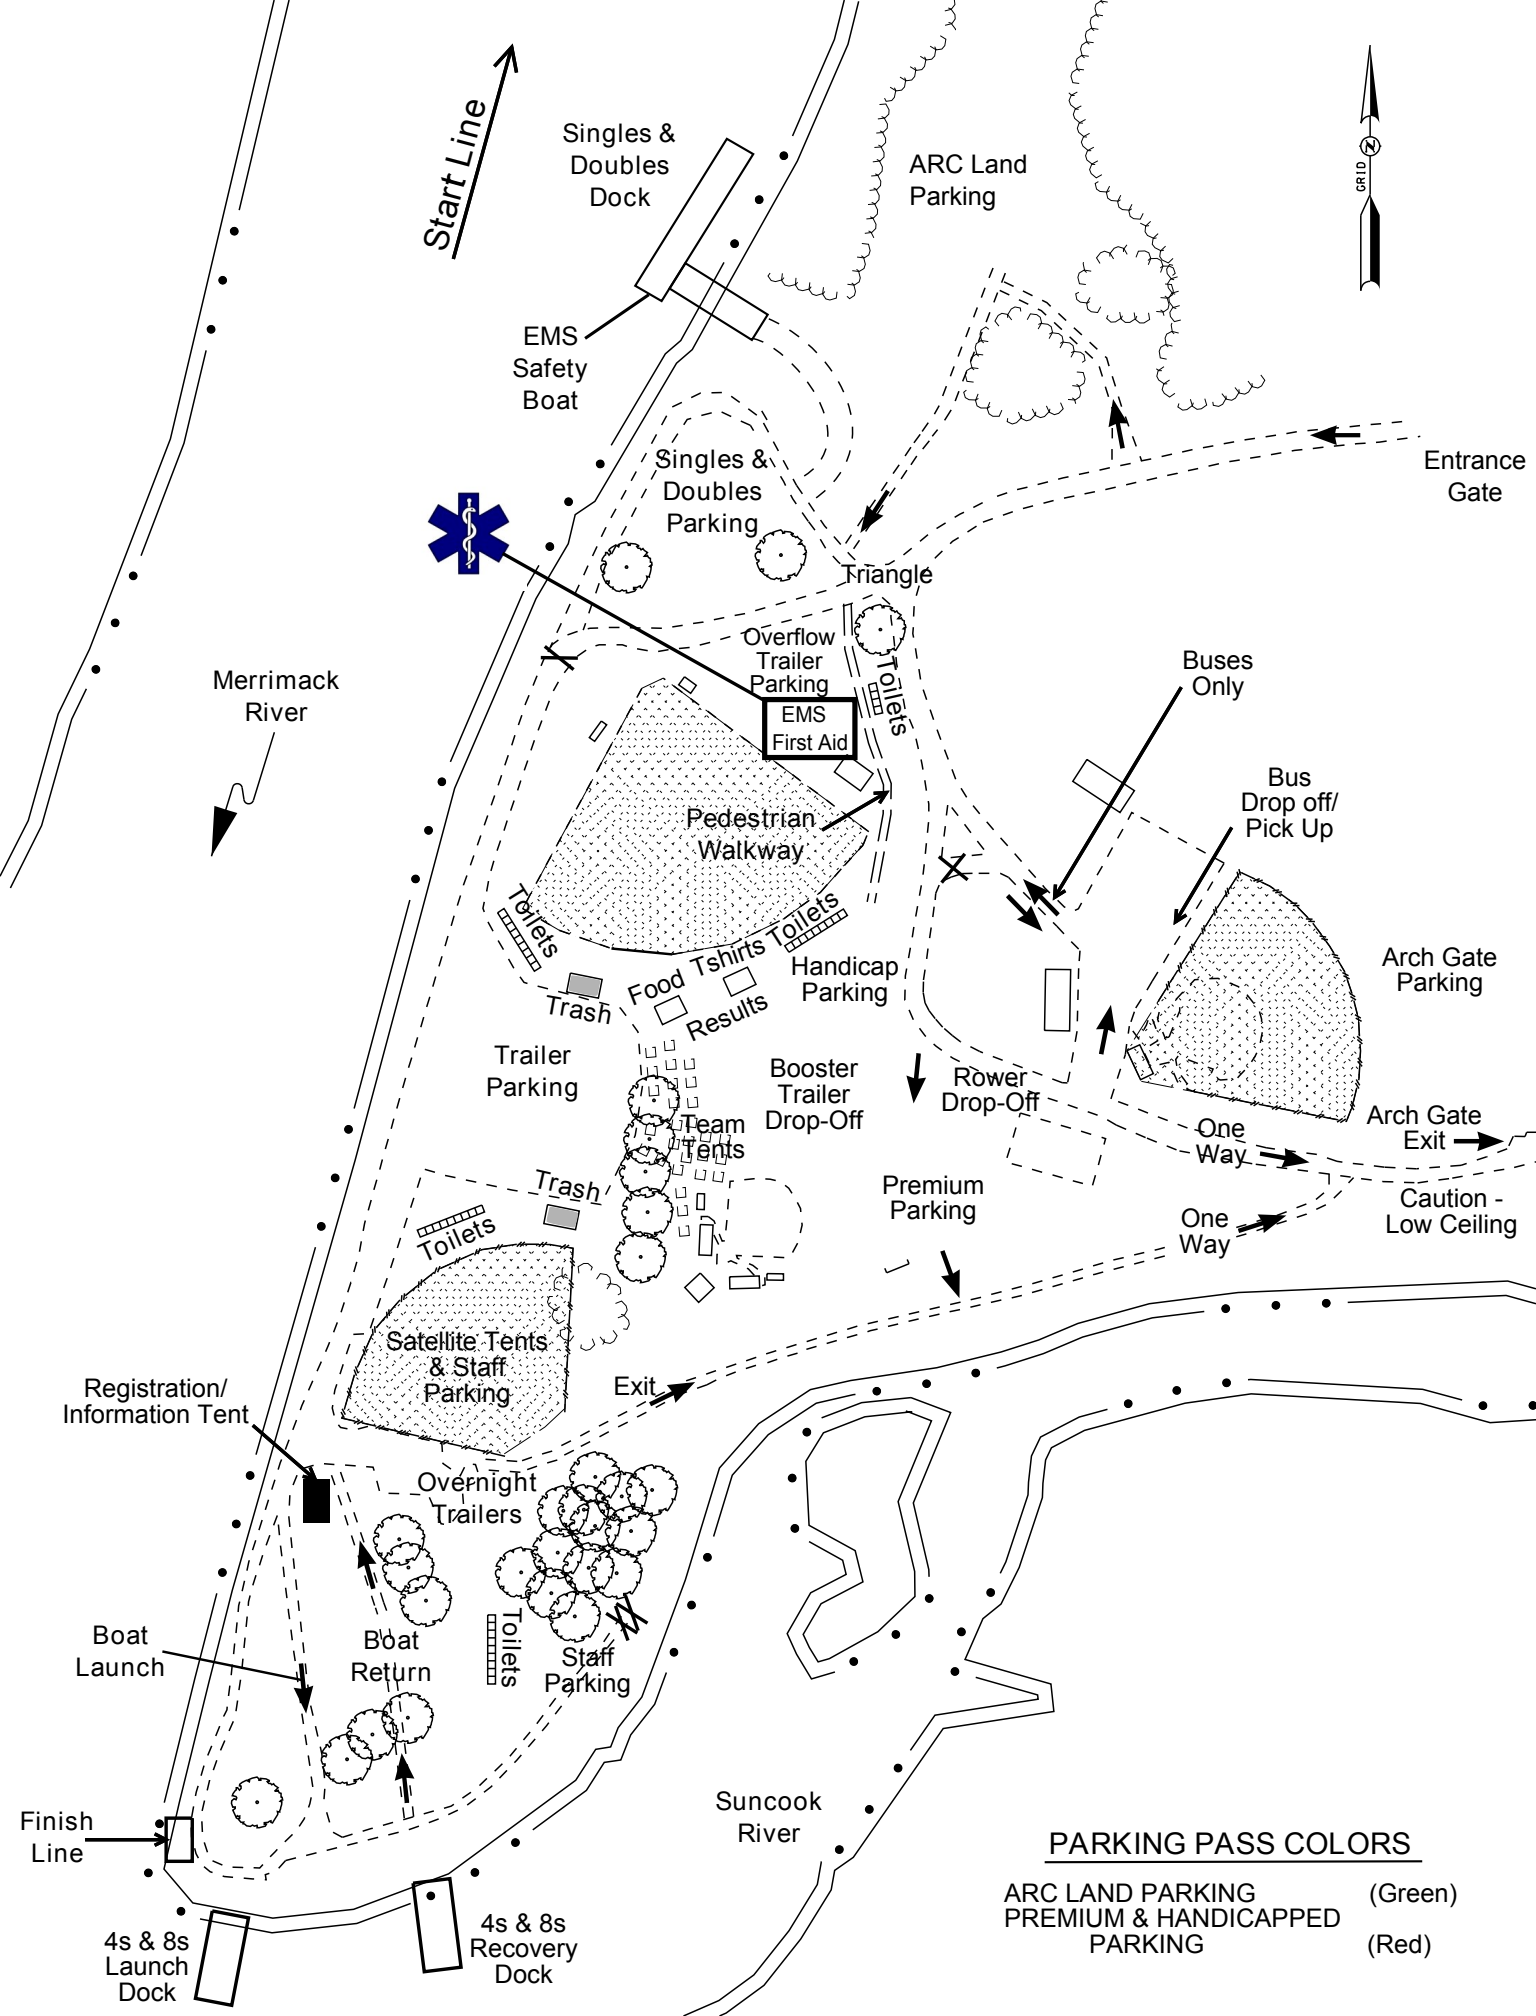 Start Line
Singles &
Doubles
Dock
ARC Land
Parking
GRID
N
EMS
Safety
Boat
Singles &
Doubles
Parking
Entrance
Gate
Triangle
Overflow
Trailer
Parking
Toilets
EMS
First Aid
Merrimack
River
Buses
Only
Bus
Drop off/
Pick Up
Pedestrian
Walkway
Toilets
Toilets
Tshirts
Food
Results
Trash
Handicap
Parking
Arch Gate
Parking
Trailer
Parking
Booster
Trailer
Drop-Off
Rower
Drop-Off
Team
Tents
One
Way
Arch Gate
Exit
Trash
Toilets
Premium
Parking
One
Way
Caution -
Low Ceiling
Satellite Tents
& Staff
Parking
Registration/
Information Tent
Exit
Overnight
Trailers
Boat
Launch
Boat
Return
Toilets
Staff
Parking
Finish
Line
Suncook
River
4s & 8s
Launch
Dock
4s & 8s
Recovery
Dock
PARKING PASS COLORS
ARC LAND PARKING (Green)
PREMIUM & HANDICAPPED
PARKING (Red)